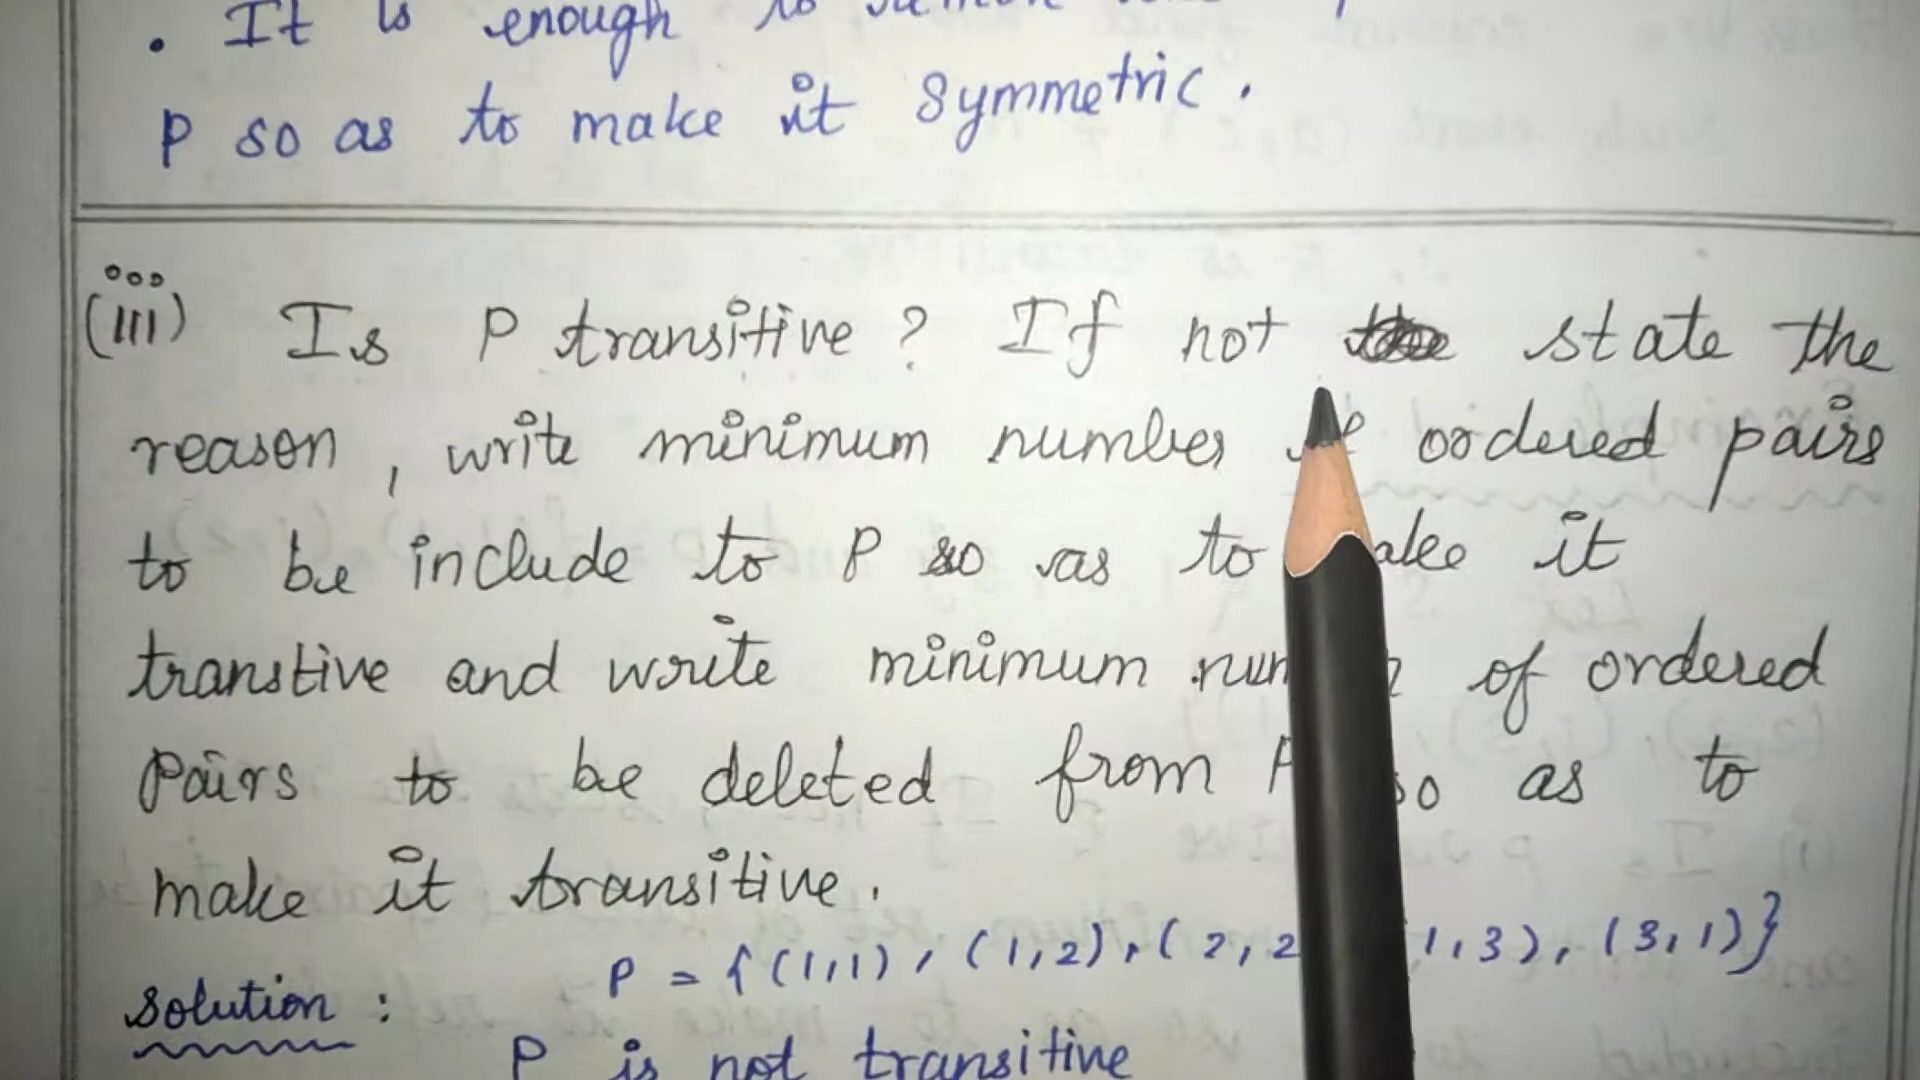 . It is enough to
P so as to make it symmetric.
(iii) Is P transitive? If not state the
reason, write minimum number ordered pairs
to be include to P so as to it
transtive and write minimum of ordered
pairs to be deleted from P so as to
make it transitive.
P = {(1,1), (1,2), (2,2 1,3), (3,1)}
Solution :
P is not transitive